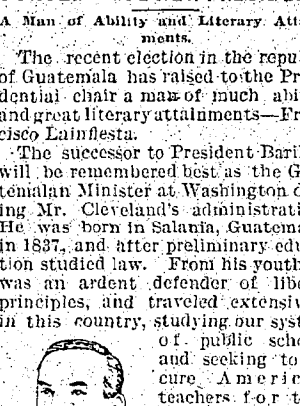 A Man of Ability and Literary Att
ments.
The recent election in the repu
of Guatemala has raised to the Pr
dential chair a man of much abi
and great literary attainments—Fr
cisco Lainfiesta.
The successor to President Bari
will be remembered best as the G
temalan Minister at Washington d
ing Mr. Cleveland's administrati
He was born in Salania, Guatema
in 1837, and after preliminary edu
tion studied law. From his youth
was an ardent defender of libe
principles, and traveled extensiv
in this country, studying our syst
of public scho
and seeking to
cure Americ
teachers for t